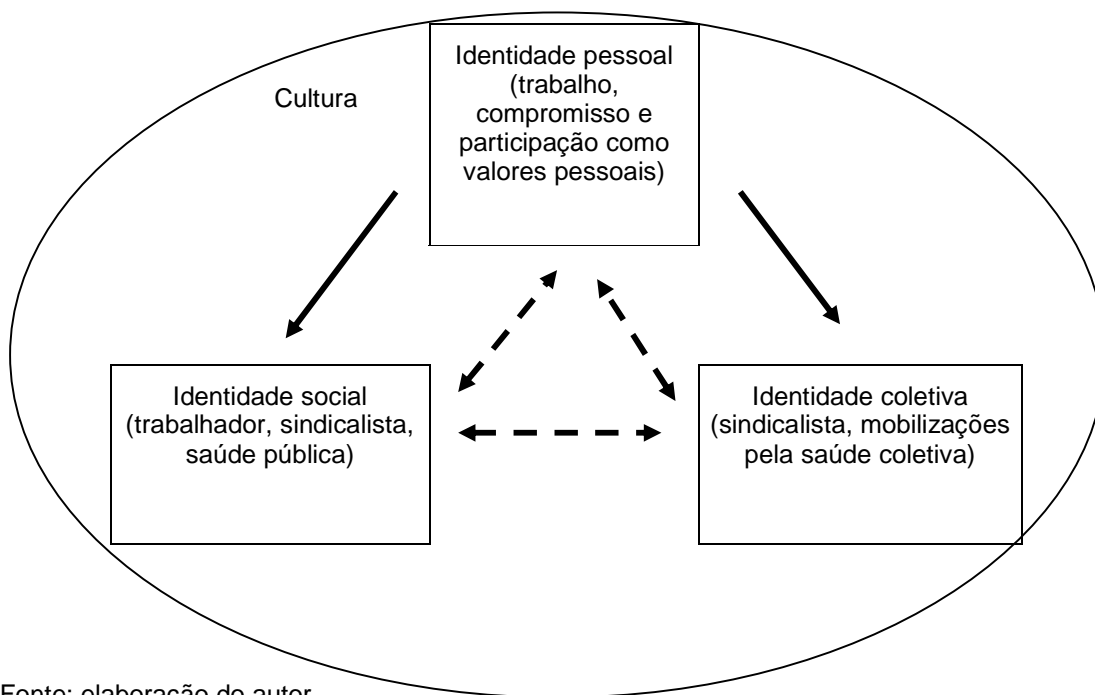 Identidade pessoal
(trabalho,
compromisso e
participação como
valores pessoais)
Cultura
Identidade social
(trabalhador, sindicalista,
saúde pública)
Identidade coletiva
(sindicalista, mobilizações
pela saúde coletiva)
Fonte: elaboração do autor